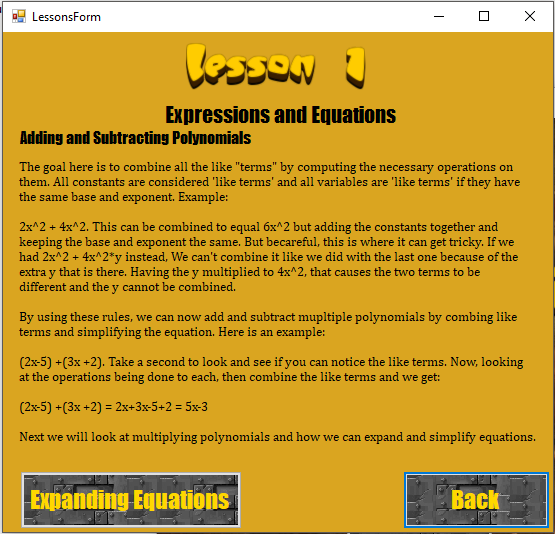 LessonsForm
Lesson 1
Expressions and Equations
Adding and Subtracting Polynomials
The goal here is to combine all the like "terms" by computing the necessary operations on
them. All constants are considered 'like terms' and all variables are 'like terms' if they have
the same base and exponent. Example:
2x^2 + 4x^2. This can be combined to equal 6x^2 but adding the constants together and
keeping the base and exponent the same. But becareful, this is where it can get tricky. If we
had 2x^2 + 4x^2*y instead, We can't combine it like we did with the last one because of the
extra y that is there. Having the y multiplied to 4x^2, that causes the two terms to be
different and the y cannot be combined.
By using these rules, we can now add and subtract mupltiple polynomials by combing like
terms and simplifying the equation. Here is an example:
(2x-5) +(3x +2). Take a second to look and see if you can notice the like terms. Now, looking
at the operations being done to each, then combine the like terms and we get:
(2x-5) +(3x +2) = 2x+3x-5+2 = 5x-3
Next we will look at multiplying polynomials and how we can expand and simplify equations.
Expanding Equations
Back